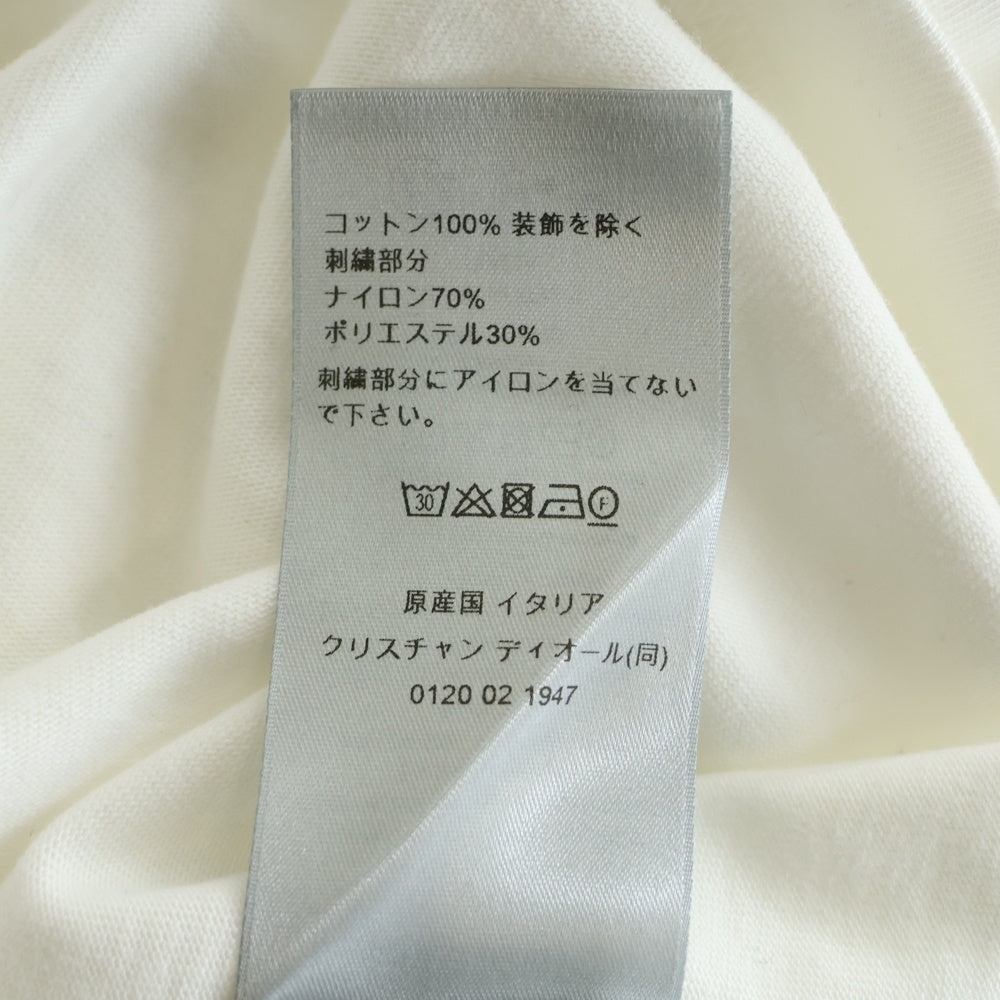 コットン100% 装飾を除く
刺繍部分
ナイロン70%
ポリエステル30%
刺繍部分にアイロンを当てない
で下さい。
30 F
原産国 イタリア
クリスチャン ディオール(同)
0120 02 1947